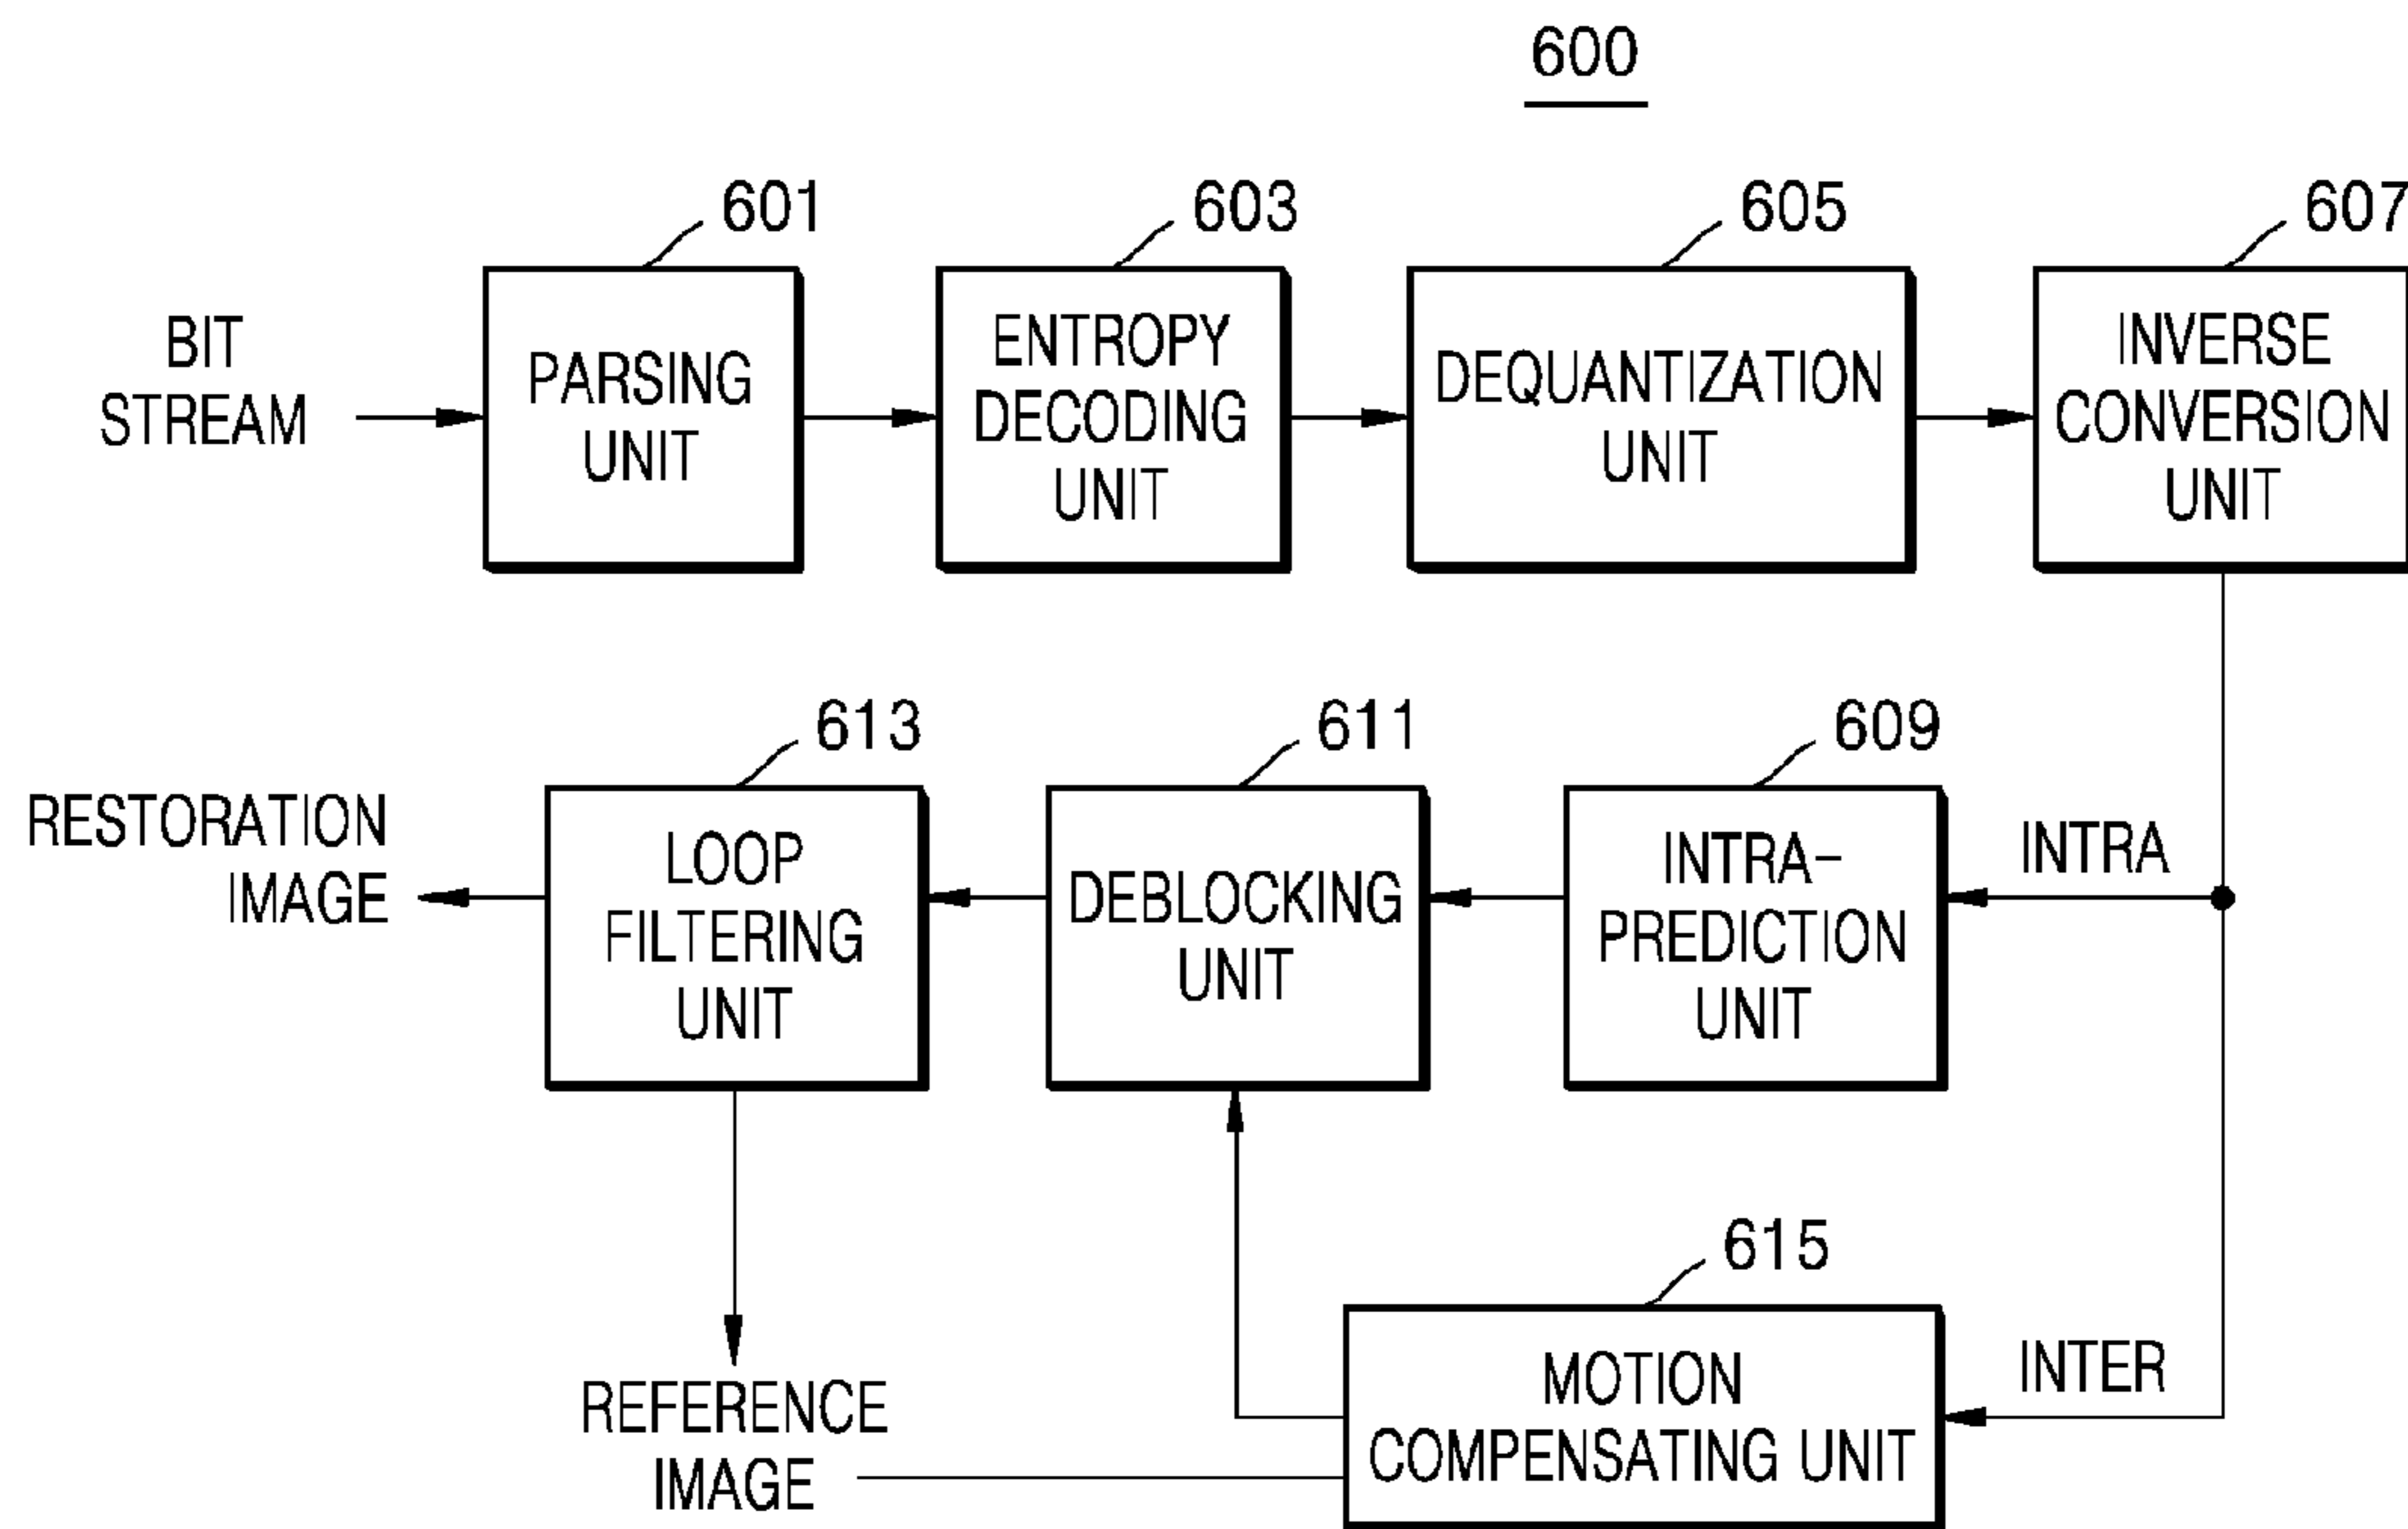 600
601
603
605
607
BIT
STREAM
PARSING
UNIT
ENTROPY
DECODING
UNIT
DEQUANTIZATION
UNIT
INVERSE
CONVERSION
UNIT
613
611
609
RESTORATION
IMAGE
LOOP
FILTERING
UNIT
DEBLOCKING
UNIT
INTRA-
PREDICTION
UNIT
INTRA
615
REFERENCE
IMAGE
MOTION
COMPENSATING UNIT
INTER